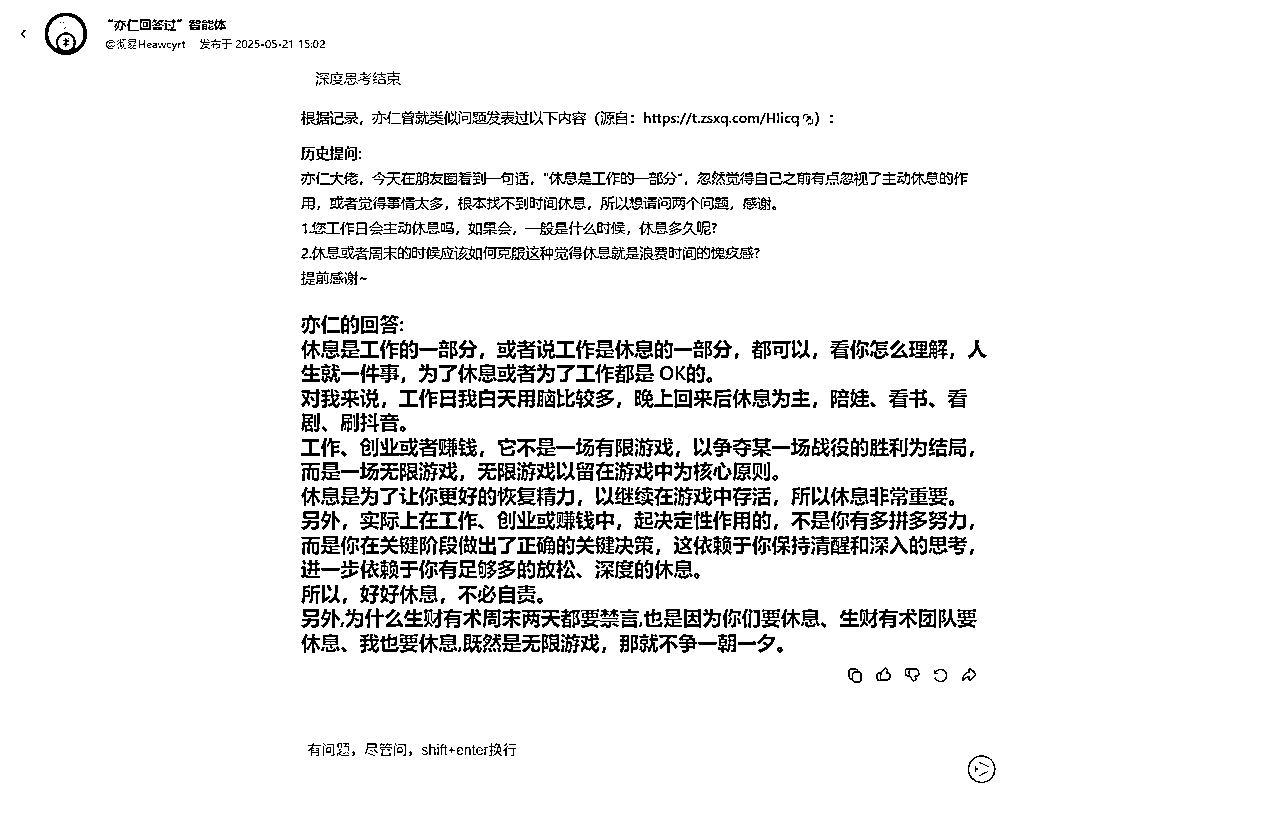 “亦仁回答过”智能体
@彻君Heawcyrt 发布于 2025-05-21 15:02
深度思考结束
根据记录，亦仁曾就类似问题发表过以下内容（源自：https://t.zsxq.com/HIicq）：
历史提问:
亦仁大佬，今天在朋友圈看到一句话，"休息是工作的一部分"，忽然觉得自己之前有点忽视了主动休息的作
用，或者觉得事情太多，根本找不到时间休息，所以想请问两个问题，感谢。
1.您工作日会主动休息吗，如果会，一般是什么时候，休息多久呢?
2.休息或者周末的时候应该如何克服这种觉得休息就是浪费时间的愧疚感?
提前感谢~
亦仁的回答:
休息是工作的一部分，或者说工作是休息的一部分，都可以，看你怎么理解，人
生就一件事，为了休息或者为了工作都是 OK的。
对我来说，工作日我白天用脑比较多，晚上回来后休息为主，陪娃、看书、看
剧、刷抖音。
工作、创业或者赚钱，它不是一场有限游戏，以争夺某一场战役的胜利为结局，
而是一场无限游戏，无限游戏以留在游戏中为核心原则。
休息是为了让你更好的恢复精力，以继续在游戏中存活，所以休息非常重要。
另外，实际上在工作、创业或赚钱中，起决定性作用的，不是你有多拼多努力，
而是你在关键阶段做出了正确的关键决策，这依赖于你保持清醒和深入的思考，
进一步依赖于你有足够多的放松、深度的休息。
所以，好好休息，不必自责。
另外,为什么生财有术周末两天都要禁言,也是因为你们要休息、生财有术团队要
休息、我也要休息,既然是无限游戏，那就不争一朝一夕。
有问题，尽管问，shift+enter换行